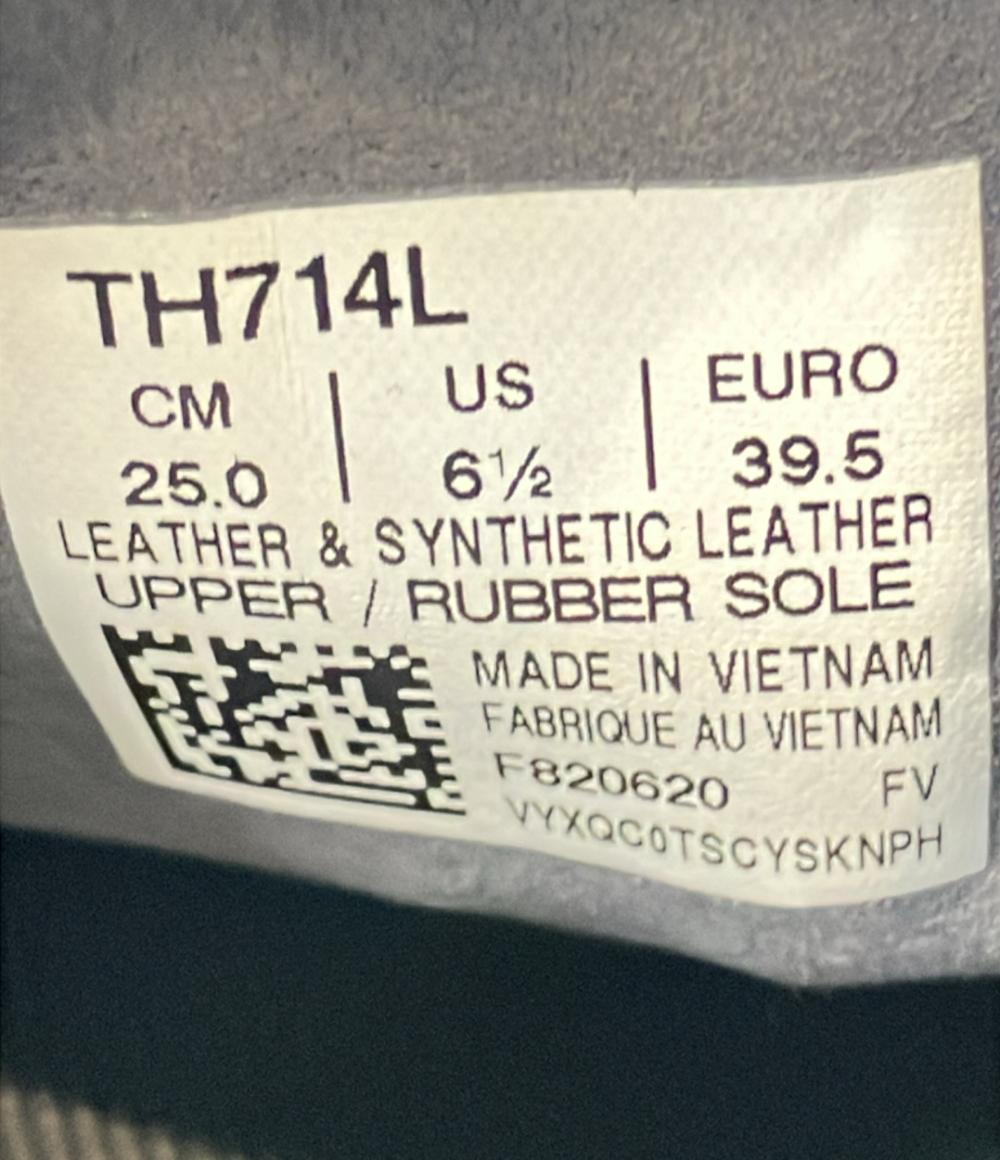 TH714L
CM | US | EURO
25.0 | 6½ | 39.5
LEATHER & SYNTHETIC LEATHER
UPPER / RUBBER SOLE
MADE IN VIETNAM
FABRIQUE AU VIETNAM
F820620 FV
VYXQC0TSCYSKNPH